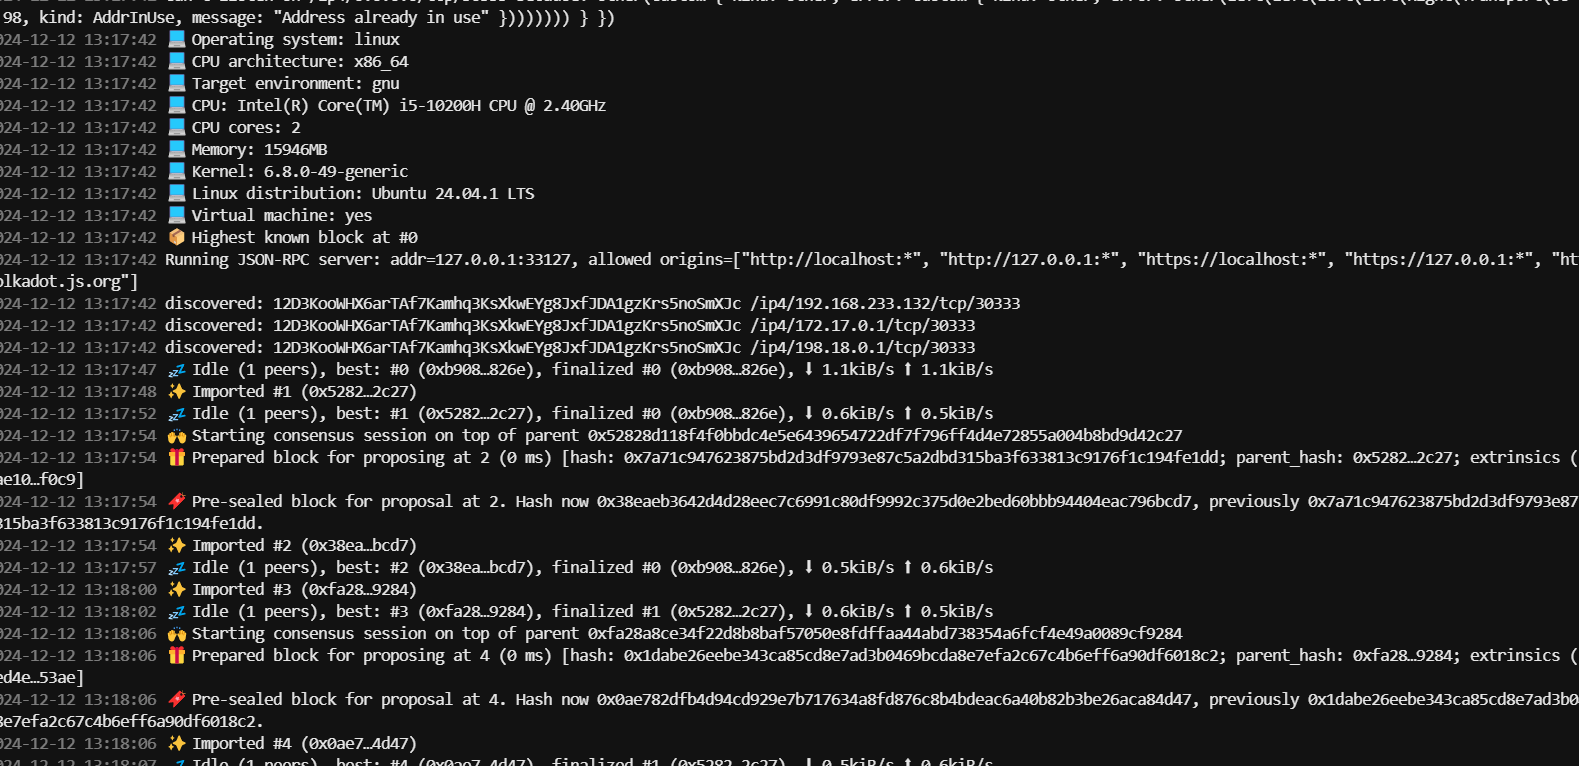 98, kind: AddrInUse, message: "Address already in use" })))))))) } })
024-12-12 13:17:42 💻 Operating system: linux
024-12-12 13:17:42 💻 CPU architecture: x86_64
024-12-12 13:17:42 💻 Target environment: gnu
024-12-12 13:17:42 💻 CPU: Intel(R) Core(TM) i5-10200H CPU @ 2.40GHz
024-12-12 13:17:42 💻 CPU cores: 2
024-12-12 13:17:42 💻 Memory: 15946MB
024-12-12 13:17:42 💻 Kernel: 6.8.0-49-generic
024-12-12 13:17:42 💻 Linux distribution: Ubuntu 24.04.1 LTS
024-12-12 13:17:42 💻 Virtual machine: yes
024-12-12 13:17:42 📦 Highest known block at #0
024-12-12 13:17:42 Running JSON-RPC server: addr=127.0.0.1:33127, allowed origins=["http://localhost:*", "http://127.0.0.1:*", "https://localhost:*", "https://127.0.0.1:*", "ht
olkadot.js.org"]
024-12-12 13:17:42 discovered: 12D3KooWHX6arTAf7Kamhq3KsXkwEYg8JxfJDA1gzKrs5noSmXJc /ip4/192.168.233.132/tcp/30333
024-12-12 13:17:42 discovered: 12D3KooWHX6arTAf7Kamhq3KsXkwEYg8JxfJDA1gzKrs5noSmXJc /ip4/172.17.0.1/tcp/30333
024-12-12 13:17:42 discovered: 12D3KooWHX6arTAf7Kamhq3KsXkwEYg8JxfJDA1gzKrs5noSmXJc /ip4/198.18.0.1/tcp/30333
024-12-12 13:17:47 💤 Idle (1 peers), best: #0 (0xb908…826e), finalized #0 (0xb908…826e), ⬇ 1.1kiB/s ⬆ 1.1kiB/s
024-12-12 13:17:48 ✨ Imported #1 (0x5282…2c27)
024-12-12 13:17:52 💤 Idle (1 peers), best: #1 (0x5282…2c27), finalized #0 (0xb908…826e), ⬇ 0.6kiB/s ⬆ 0.5kiB/s
024-12-12 13:17:54 🙌 Starting consensus session on top of parent 0x52828d118f4f0bbdc4e5e6439654722df7f796ff4d4e72855a004b8bd9d42c27
024-12-12 13:17:54 🎁 Prepared block for proposing at 2 (0 ms) [hash: 0x7a71c947623875bd2d3df9793e87c5a2dbd315ba3f633813c9176f1c194fe1dd; parent_hash: 0x5282…2c27; extrinsics (
ae10…f0c9]
024-12-12 13:17:54 🔖 Pre-sealed block for proposal at 2. Hash now 0x38eaeb3642d4d28eec7c6991c80df9992c375d0e2bed60bbb94404eac796bcd7, previously 0x7a71c947623875bd2d3df9793e87
315ba3f633813c9176f1c194fe1dd.
024-12-12 13:17:54 ✨ Imported #2 (0x38ea…bcd7)
024-12-12 13:17:57 💤 Idle (1 peers), best: #2 (0x38ea…bcd7), finalized #0 (0xb908…826e), ⬇ 0.5kiB/s ⬆ 0.6kiB/s
024-12-12 13:18:00 ✨ Imported #3 (0xfa28…9284)
024-12-12 13:18:02 💤 Idle (1 peers), best: #3 (0xfa28…9284), finalized #1 (0x5282…2c27), ⬇ 0.6kiB/s ⬆ 0.5kiB/s
024-12-12 13:18:06 🙌 Starting consensus session on top of parent 0xfa28a8ce34f22d8b8baf57050e8fdffaa44abd738354a6fcf4e49a0089cf9284
024-12-12 13:18:06 🎁 Prepared block for proposing at 4 (0 ms) [hash: 0x1dabe26eebe343ca85cd8e7ad3b0469bcda8e7efa2c67c4b6eff6a90df6018c2; parent_hash: 0xfa28…9284; extrinsics (
ed4e…53ae]
024-12-12 13:18:06 🔖 Pre-sealed block for proposal at 4. Hash now 0x0ae782dfb4d94cd929e7b717634a8fd876c8b4bdeac6a40b82b3be26aca84d47, previously 0x1dabe26eebe343ca85cd8e7ad3b0
8e7efa2c67c4b6eff6a90df6018c2.
024-12-12 13:18:06 ✨ Imported #4 (0x0ae7…4d47)
024-12-12 13:18:07 💤 Idle (1 peers), best: #4 (0x0ae7…4d47), finalized #1 (0x5282…2c27), ⬇ 0.5kiB/s ⬆ 0.6kiB/s